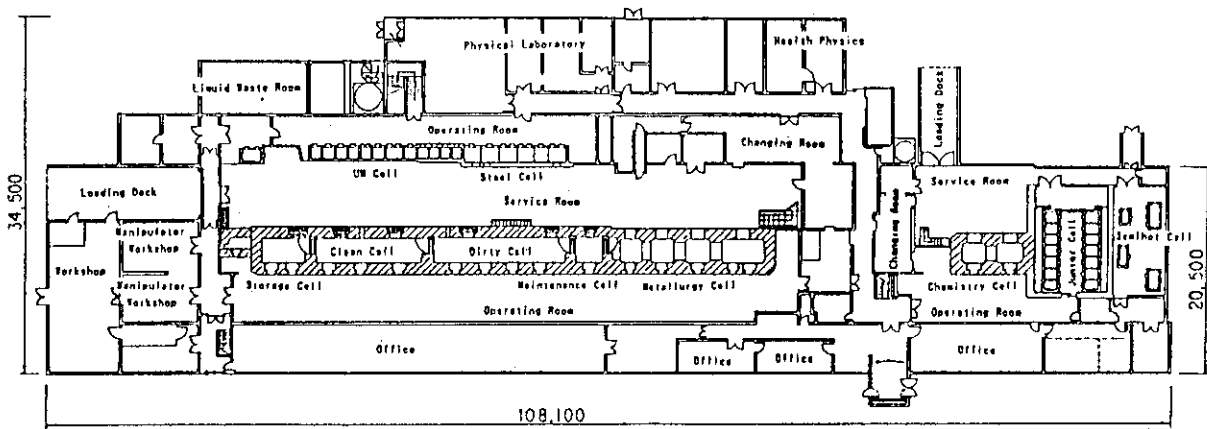 Physical Laboratory
Health Physics
Liquid Waste Room
Loading Dock
Operating Room
Changing Room
UM Cell
Steel Cell
Service Room
Loading Dock
Service Room
Changing Room
Junior Cell
Semihot Cell
34,500
Manipulator
Workshop
Workshop
Clean Cell
Dirty Cell
Manipulator
Workshop
Storage Cell
Maintenance Cell
Metallurgy Cell
Chemistry Cell
20,500
Operating Room
Operating Room
Office
Office
Office
Office
108,100